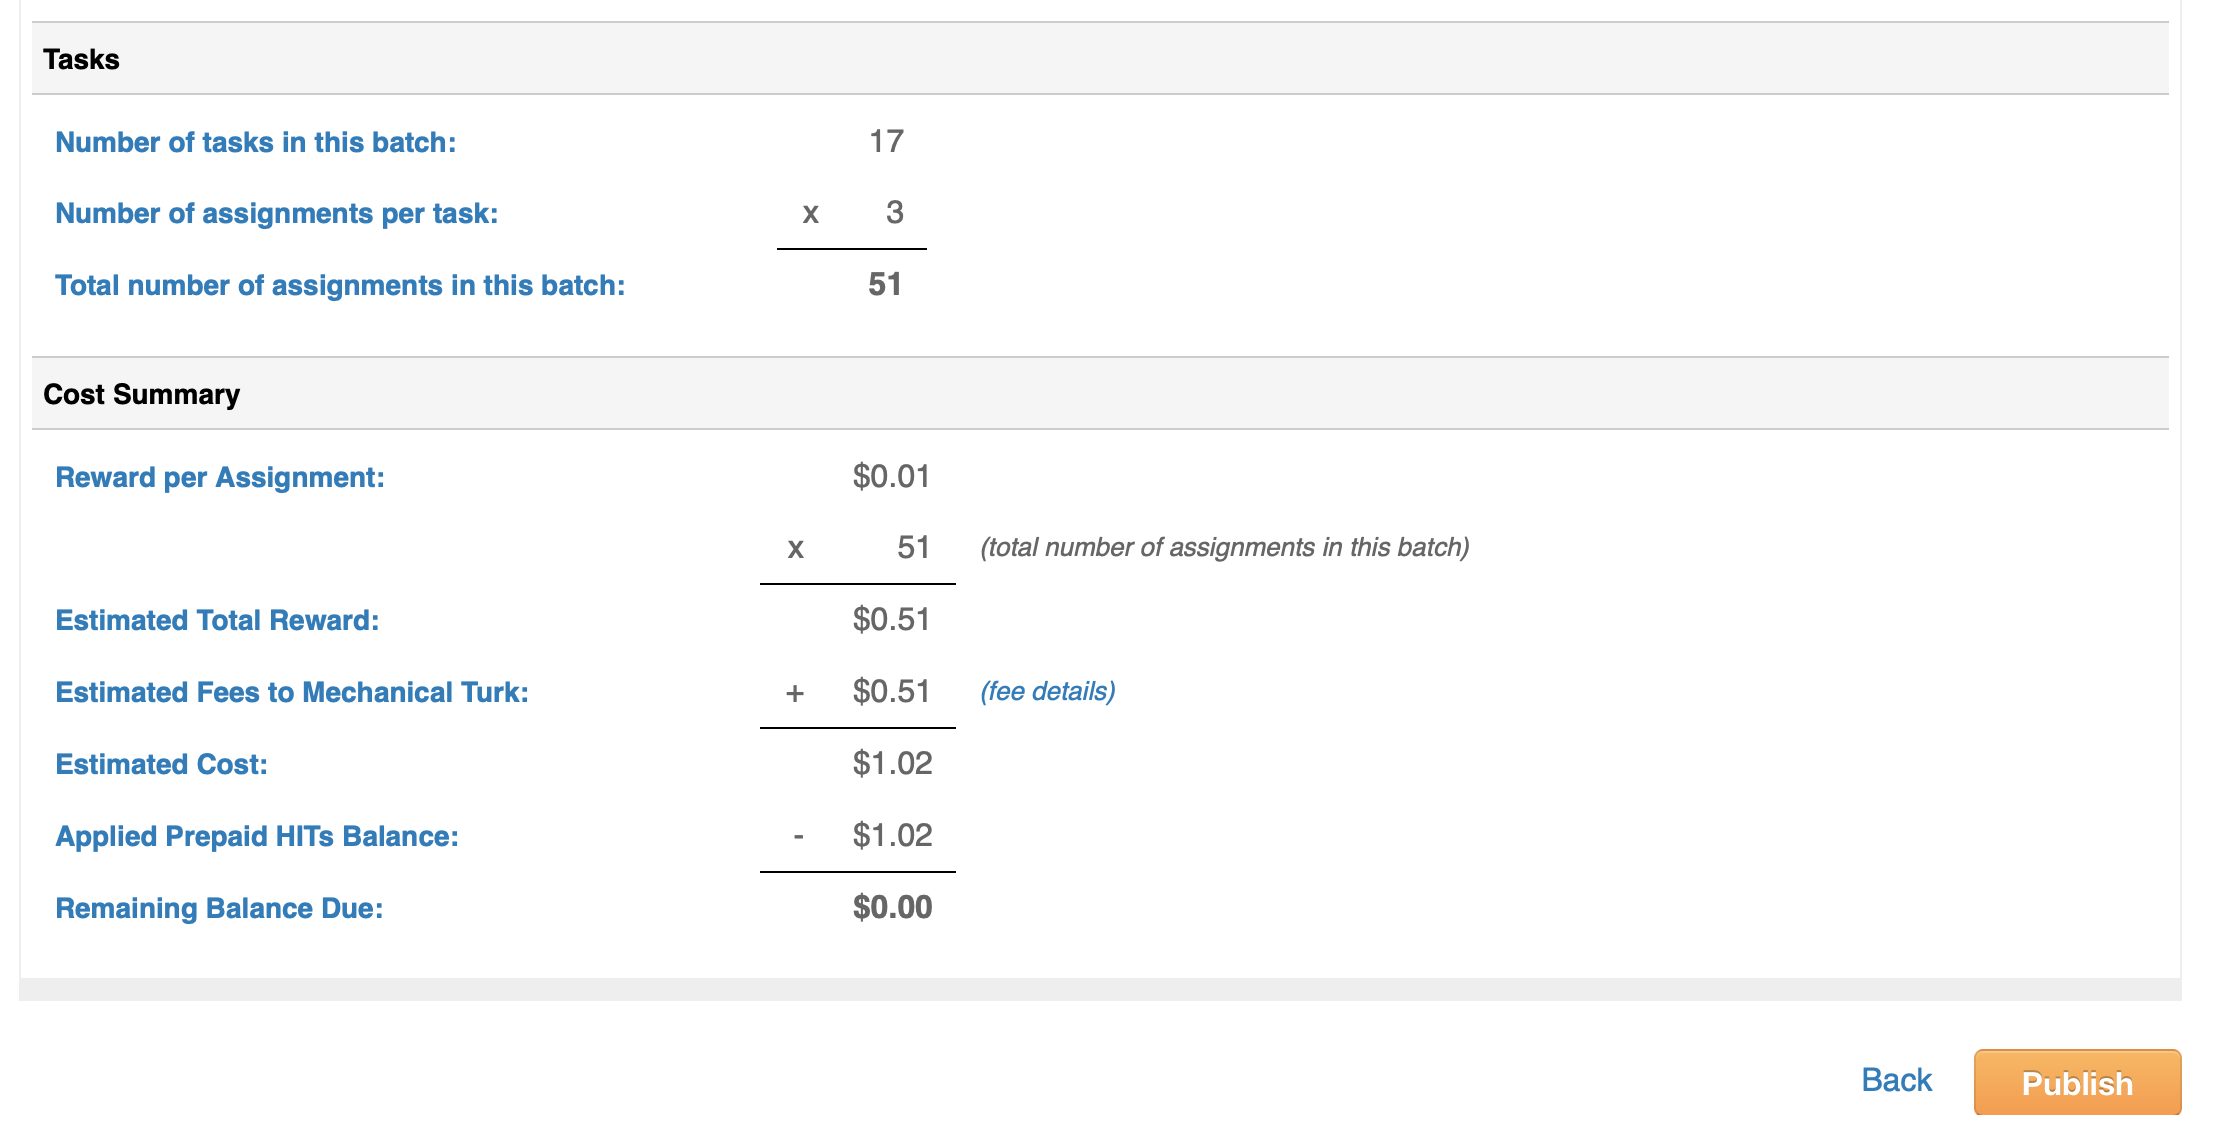 Tasks
Number of tasks in this batch: 17
Number of assignments per task: x 3
Total number of assignments in this batch: 51
Cost Summary
Reward per Assignment: $0.01
x 51 (total number of assignments in this batch)
Estimated Total Reward: $0.51
Estimated Fees to Mechanical Turk: + $0.51 (fee details)
Estimated Cost: $1.02
Applied Prepaid HITs Balance: - $1.02
Remaining Balance Due: $0.00
Back Publish